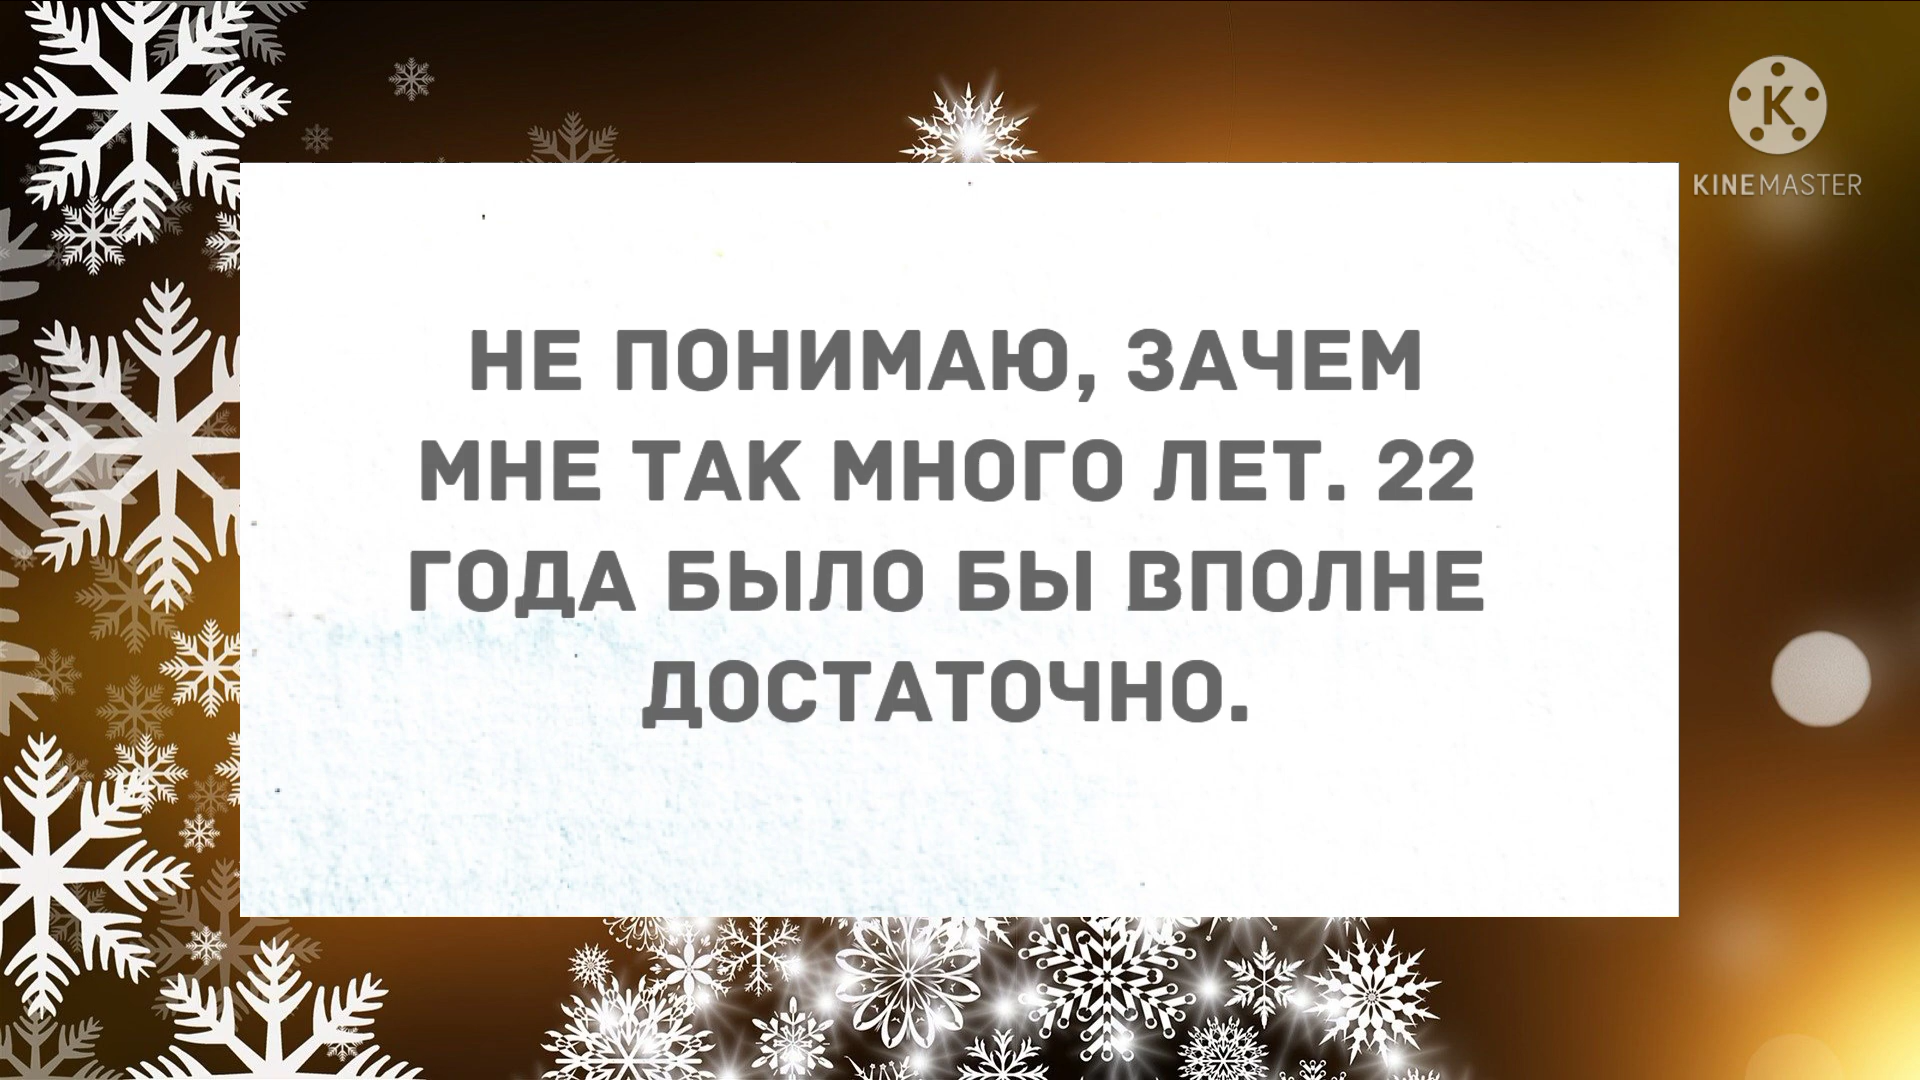 KINEMASTER
НЕ ПОНИМАЮ, ЗАЧЕМ
МНЕ ТАК МНОГО ЛЕТ. 22
ГОДА БЫЛО БЫ ВПОЛНЕ
ДОСТАТОЧНО.